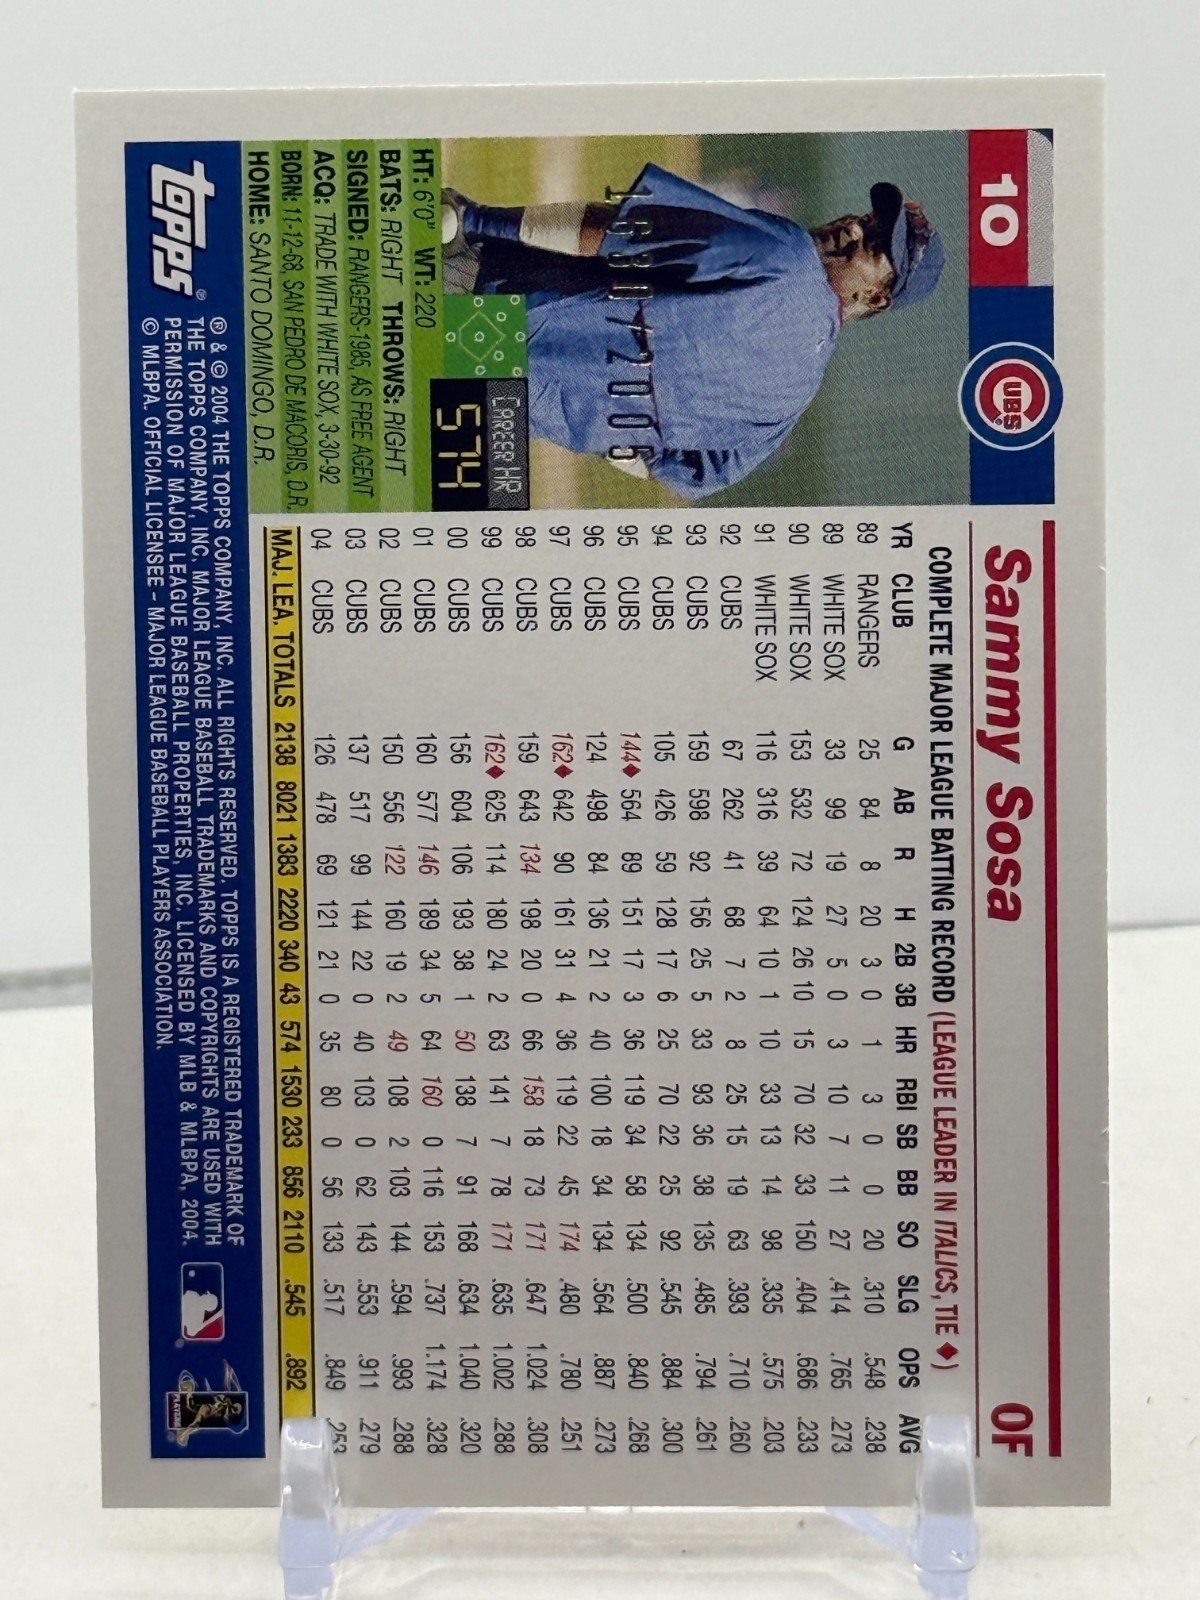 10
CUBS
Sammy Sosa OF
COMPLETE MAJOR LEAGUE BATTING RECORD (LEAGUE LEADER IN ITALICS, TIE ♦)
YR CLUB G AB R H 2B 3B HR RBI SB BB SO SLG OPS AVG
89 RANGERS 25 84 8 20 3 0 1 3 0 0 20 .310 .548 .238
89 WHITE SOX 33 99 19 27 5 0 3 10 7 11 27 .414 .765 .273
90 WHITE SOX 153 532 72 124 26 10 15 70 32 33 150 .404 .686 .233
91 WHITE SOX 116 316 39 64 10 1 10 33 13 14 98 .335 .575 .203
92 CUBS 67 262 41 68 7 2 8 25 15 19 63 .393 .710 .260
93 CUBS 159 598 92 156 25 5 33 93 36 38 135 .485 .794 .261
94 CUBS 105 426 59 128 17 6 25 70 22 25 92 .545 .884 .300
95 CUBS 144♦ 564 89 151 17 3 36 119 34 58 134 .500 .840 .268
96 CUBS 124 498 84 136 21 2 40 100 18 34 134 .564 .887 .273
97 CUBS 162♦ 642 90 161 31 4 36 119 22 45 174 .480 .780 .251
98 CUBS 159 643 134 198 20 0 66 158 18 73 171 .647 1.024 .308
99 CUBS 162♦ 625 114 180 24 2 63 141 7 78 171 .635 1.002 .288
00 CUBS 156 604 106 193 38 1 50 138 7 91 168 .634 1.040 .320
01 CUBS 160 577 146 189 34 5 64 160 0 116 153 .737 1.174 .328
02 CUBS 150 556 122 160 19 2 49 108 2 103 144 .594 .993 .288
03 CUBS 137 517 99 144 22 0 40 103 0 62 143 .553 .911 .279
04 CUBS 126 478 69 121 21 0 35 80 0 56 133 .517 .849 .253
MAJ. LEA. TOTALS 2138 8021 1383 2220 340 43 574 1530 233 856 2110 .545 .892
CAREER HR
574
HT: 6'0" WT: 220
BATS: RIGHT THROWS: RIGHT
SIGNED: RANGERS-1985, AS FREE AGENT
ACQ: TRADE WITH WHITE SOX, 3-30-92
BORN: 11-12-68, SAN PEDRO DE MACORIS, D.R.
HOME: SANTO DOMINGO, D.R.
Topps®
® & © 2004 THE TOPPS COMPANY, INC. ALL RIGHTS RESERVED. TOPPS IS A REGISTERED TRADEMARK OF
THE TOPPS COMPANY, INC. MAJOR LEAGUE BASEBALL TRADEMARKS AND COPYRIGHTS ARE USED WITH
PERMISSION OF MAJOR LEAGUE BASEBALL PROPERTIES, INC. LICENSED BY MLB & MLBPA, 2004.
© MLBPA. OFFICIAL LICENSEE – MAJOR LEAGUE BASEBALL PLAYERS ASSOCIATION.
PLAYERS